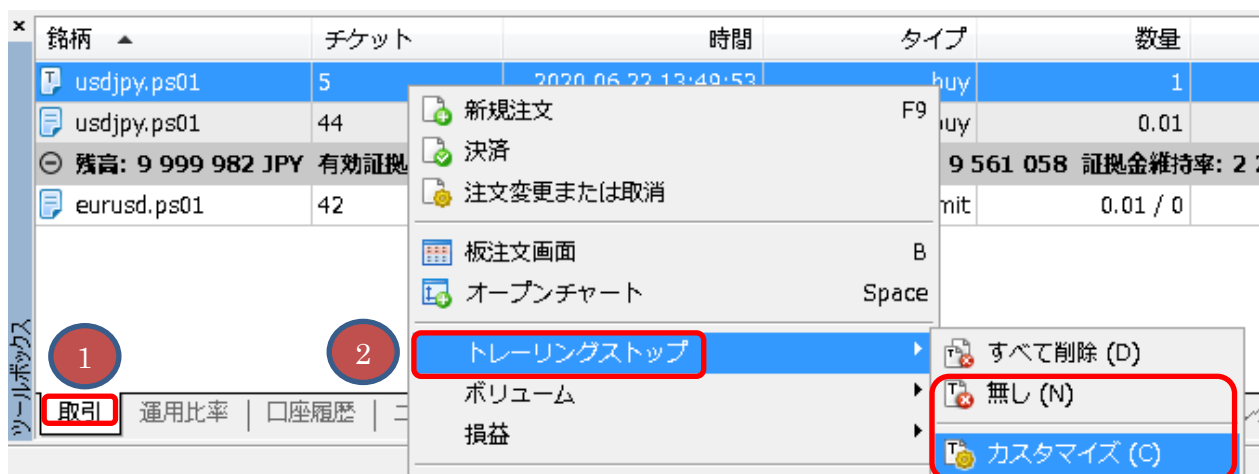 銘柄 チケット 時間 タイプ 数量
usdjpy.ps01 5 2020.06.22 13:49:53 buy 1
usdjpy.ps01 44 buy 0.01
残高: 9 999 982 JPY 有効証拠 9 561 058 証拠金維持率: 2
eurusd.ps01 42 mit 0.01 / 0
新規注文 F9
決済
注文変更または取消
板注文画面 B
オープンチャート Space
トレーリングストップ
ボリューム
損益
すべて削除 (D)
無し (N)
カスタマイズ (C)
1
2
ツールボックス
取引 運用比率 口座履歴